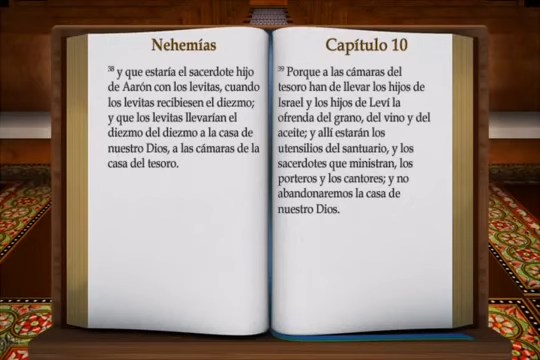 Nehemías
³⁸ y que estaría el sacerdote hijo
de Aarón con los levitas, cuando
los levitas recibiesen el diezmo;
y que los levitas llevarían el
diezmo del diezmo a la casa de
nuestro Dios, a las cámaras de la
casa del tesoro.
Capítulo 10
³⁹ Porque a las cámaras del
tesoro han de llevar los hijos de
Israel y los hijos de Leví la
ofrenda del grano, del vino y del
aceite; y allí estarán los
utensilios del santuario, y los
sacerdotes que ministran, los
porteros y los cantores; y no
abandonaremos la casa de
nuestro Dios.